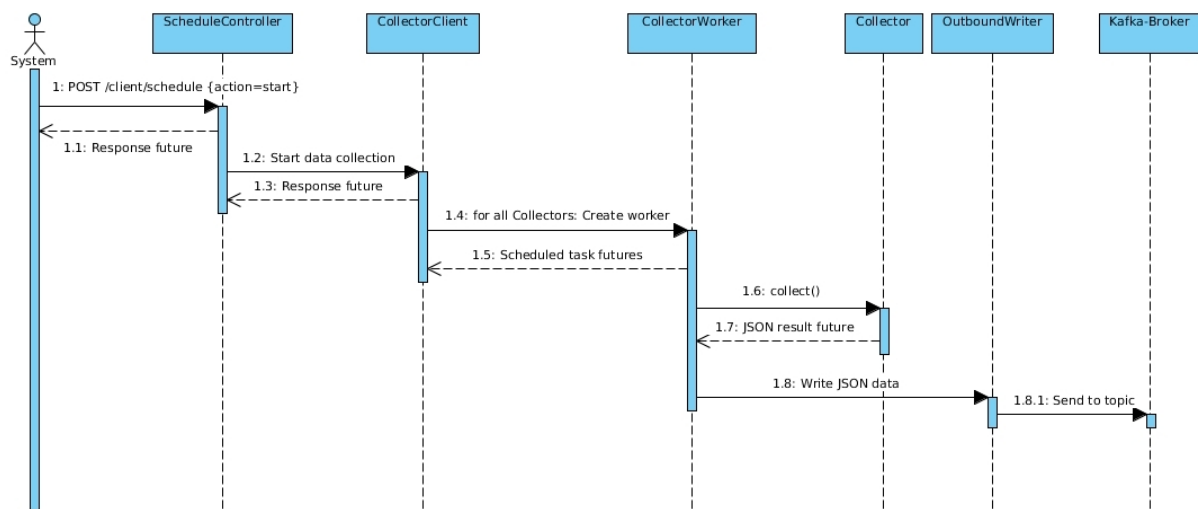 ScheduleController
CollectorClient
CollectorWorker
Collector
OutboundWriter
Kafka-Broker
System
1: POST /client/schedule {action=start}
1.1: Response future
1.2: Start data collection
1.3: Response future
1.4: for all Collectors: Create worker
1.5: Scheduled task futures
1.6: collect()
1.7: JSON result future
1.8: Write JSON data
1.8.1: Send to topic